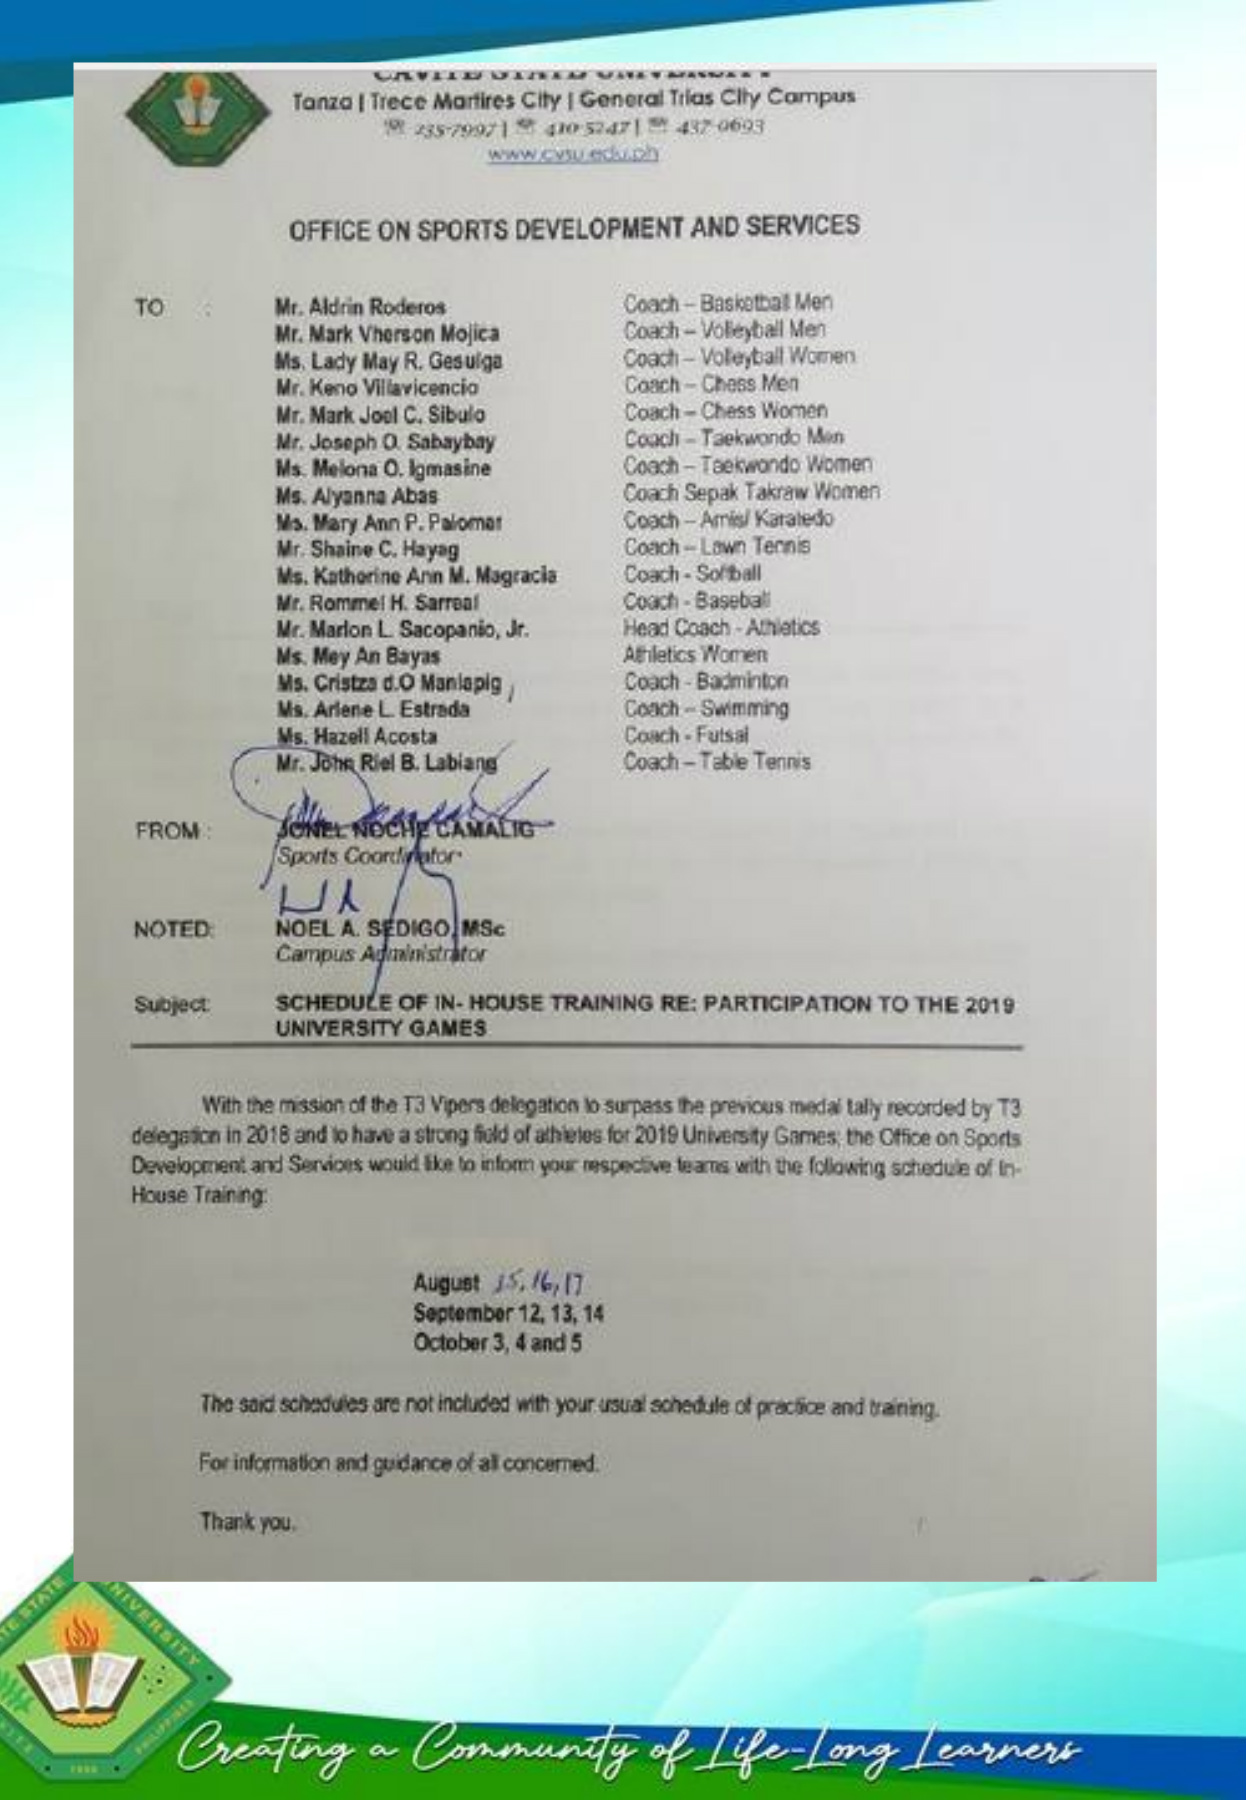 CAVITE STATE UNIVERSITY
Tanza | Trece Martires City | General Trias City Campus
☏ 235-7997 | ☏ 410-5247 | ☏ 437-0693
www.cvsu.edu.ph
OFFICE ON SPORTS DEVELOPMENT AND SERVICES
TO : Mr. Aldrin Roderos Coach – Basketball Men
Mr. Mark Vherson Mojica Coach – Volleyball Men
Ms. Lady May R. Gesulga Coach – Volleyball Women
Mr. Keno Villavicencio Coach – Chess Men
Mr. Mark Joel C. Sibulo Coach – Chess Women
Mr. Joseph O. Sabaybay Coach – Taekwondo Men
Ms. Melona O. Igmasine Coach – Taekwondo Women
Ms. Alyanna Abas Coach Sepak Takraw Women
Ms. Mary Ann P. Palomar Coach – Arnis/ Karatedo
Mr. Shaine C. Hayag Coach – Lawn Tennis
Ms. Katherine Ann M. Magracia Coach - Softball
Mr. Rommel H. Sarreal Coach - Baseball
Mr. Marlon L. Sacopanio, Jr. Head Coach - Athletics
Ms. Mey An Bayas Athletics Women
Ms. Cristza d.O Manlapig Coach - Badminton
Ms. Arlene L. Estrada Coach – Swimming
Ms. Hazell Acosta Coach - Futsal
Mr. John Riel B. Labiang Coach – Table Tennis
FROM : JONEL NOCHE CAMALIG
Sports Coordinator
NOTED: NOEL A. SEDIGO, MSc
Campus Administrator
Subject: SCHEDULE OF IN- HOUSE TRAINING RE: PARTICIPATION TO THE 2019
UNIVERSITY GAMES
With the mission of the T3 Vipers delegation to surpass the previous medal tally recorded by T3
delegation in 2018 and to have a strong field of athletes for 2019 University Games; the Office on Sports
Development and Services would like to inform your respective teams with the following schedule of In-
House Training:
August 15, 16, 17
September 12, 13, 14
October 3, 4 and 5
The said schedules are not included with your usual schedule of practice and training.
For information and guidance of all concerned.
Thank you.
Creating a Community of Life-Long Learners